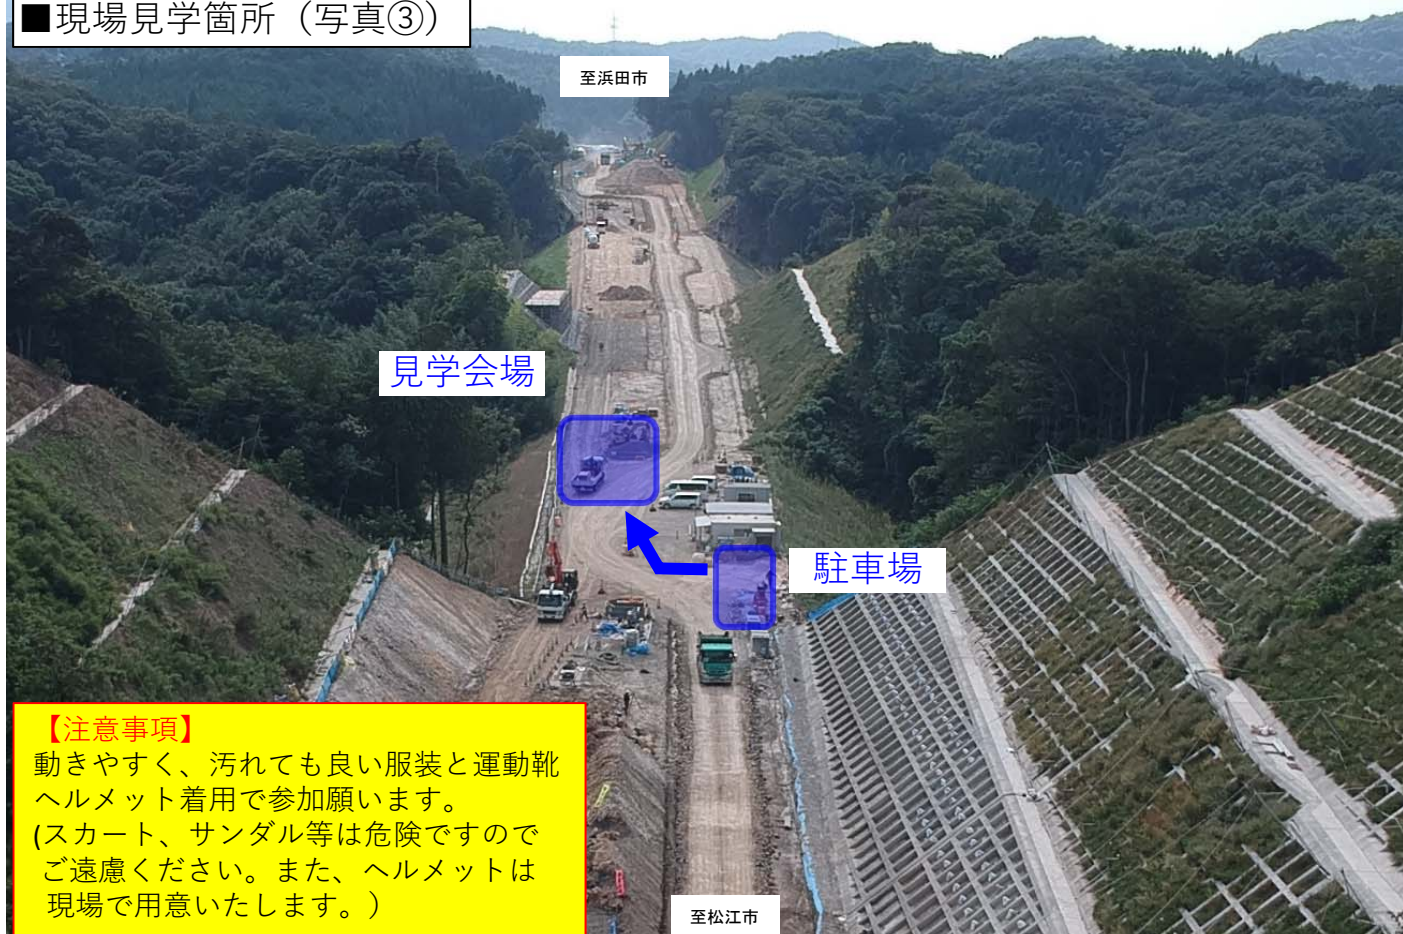 ■現場見学箇所（写真③）
至浜田市
見学会場
駐車場
【注意事項】
動きやすく、汚れても良い服装と運動靴
ヘルメット着用で参加願います。
(スカート、サンダル等は危険ですので
ご遠慮ください。また、ヘルメットは
現場で用意いたします。）
至松江市